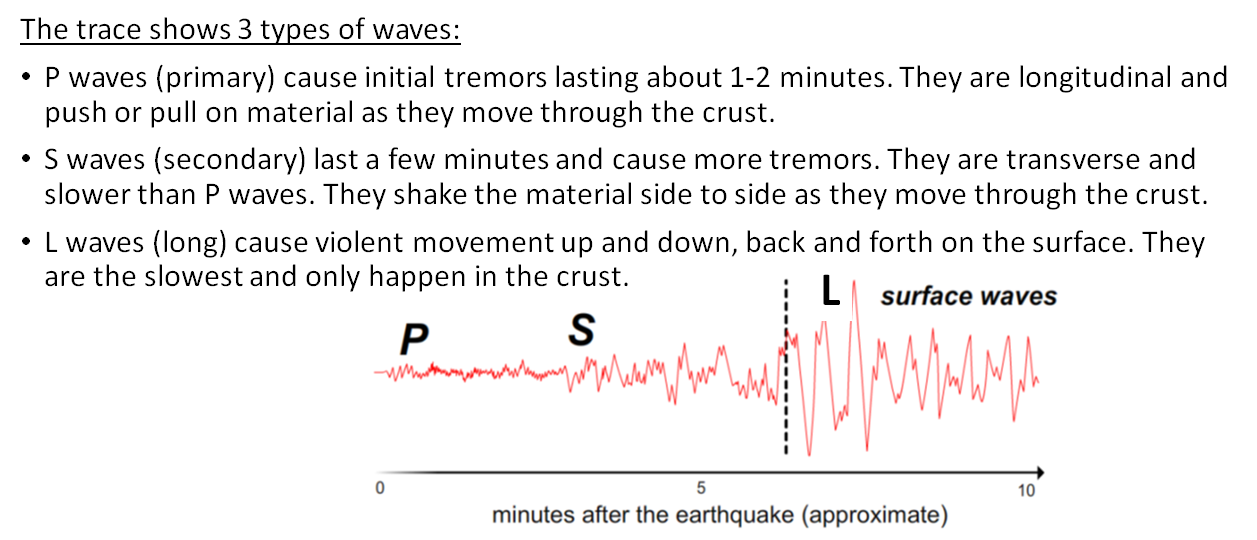 The trace shows 3 types of waves:
• P waves (primary) cause initial tremors lasting about 1-2 minutes. They are longitudinal and
push or pull on material as they move through the crust.
• S waves (secondary) last a few minutes and cause more tremors. They are transverse and
slower than P waves. They shake the material side to side as they move through the crust.
• L waves (long) cause violent movement up and down, back and forth on the surface. They
are the slowest and only happen in the crust.
P S L surface waves
0 5 10
minutes after the earthquake (approximate)